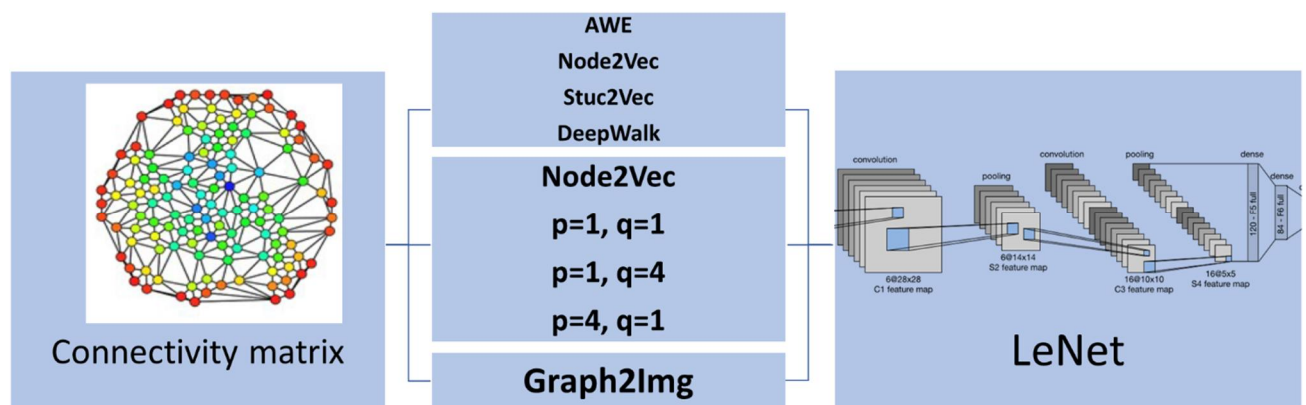 Connectivity matrix
AWE
Node2Vec
Stuc2Vec
DeepWalk
Node2Vec
p=1, q=1
p=1, q=4
p=4, q=1
Graph2Img
convolution
pooling
convolution
pooling
dense
dense
6@28x28
C1 feature map
6@14x14
S2 feature map
16@10x10
C3 feature map
16@5x5
S4 feature map
120 - F5 full
84 - F6 full
LeNet